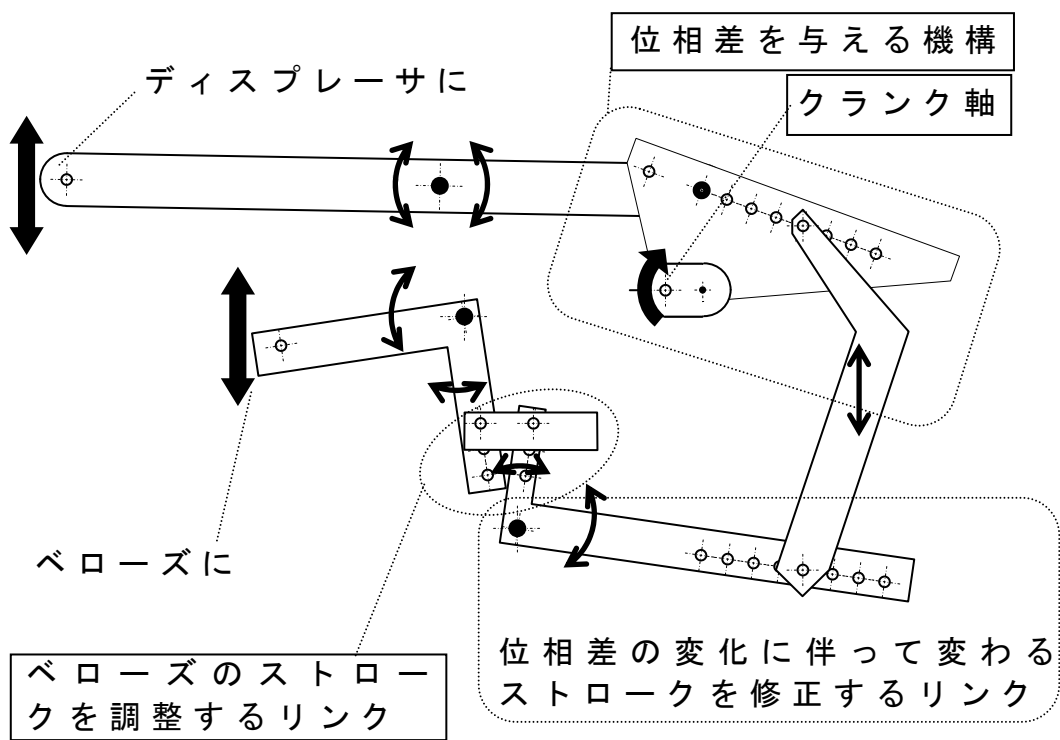 位相差を与える機構
ディスプレーサに
クランク軸
ベローズに
位相差の変化に伴って変わる
ストロークを修正するリンク
ベローズのストロー
クを調整するリンク